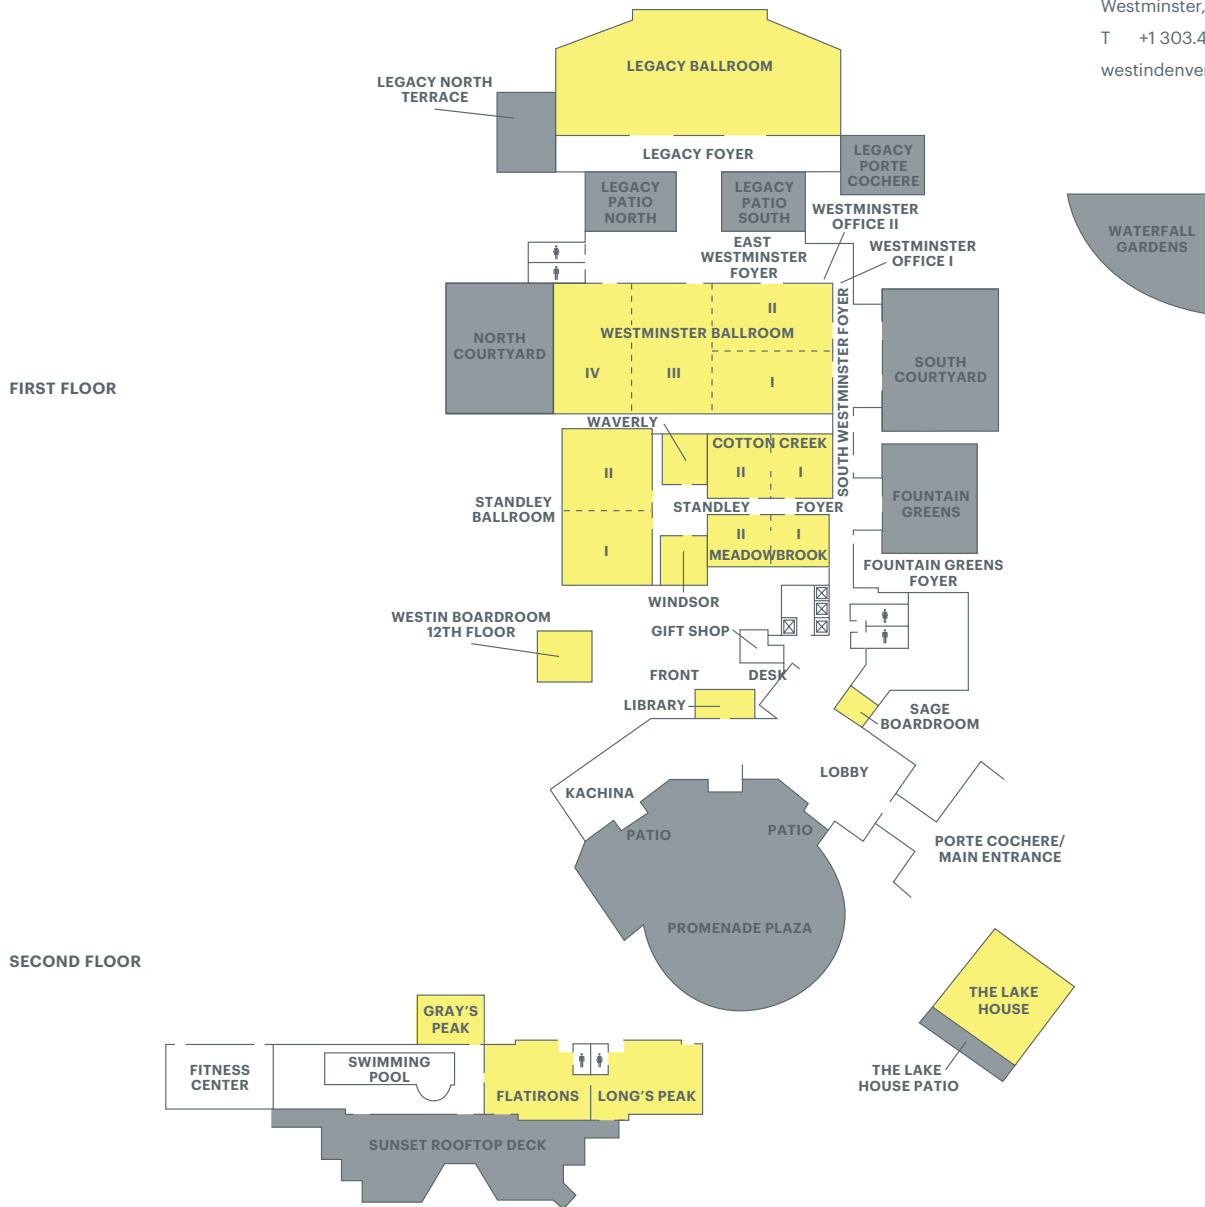 Westminster,
T +1 303.4
westindenver
LEGACY BALLROOM
LEGACY NORTH
TERRACE
LEGACY FOYER
LEGACY
PORTE
COCHERE
LEGACY
PATIO
NORTH
LEGACY
PATIO
SOUTH
WESTMINSTER
OFFICE II
WATERFALL
GARDENS
EAST
WESTMINSTER
FOYER
WESTMINSTER
OFFICE I
II
WESTMINSTER BALLROOM
NORTH
COURTYARD
IV
III
I
SOUTH WESTMINSTER FOYER
SOUTH
COURTYARD
FIRST FLOOR
WAVERLY
COTTON CREEK
II
II
I
STANDLEY
BALLROOM
STANDLEY
FOYER
FOUNTAIN
GREENS
I
II
I
MEADOWBROOK
FOUNTAIN GREENS
FOYER
WINDSOR
WESTIN BOARDROOM
12TH FLOOR
GIFT SHOP
FRONT DESK
LIBRARY
SAGE
BOARDROOM
LOBBY
KACHINA
PATIO
PATIO
PORTE COCHERE/
MAIN ENTRANCE
PROMENADE PLAZA
SECOND FLOOR
THE LAKE
HOUSE
GRAY'S
PEAK
FITNESS
CENTER
SWIMMING
POOL
FLATIRONS
LONG'S PEAK
THE LAKE
HOUSE PATIO
SUNSET ROOFTOP DECK